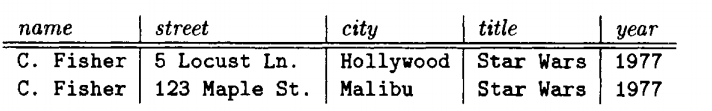 name street city title year
C. Fisher 5 Locust Ln. Hollywood Star Wars 1977
C. Fisher 123 Maple St. Malibu Star Wars 1977